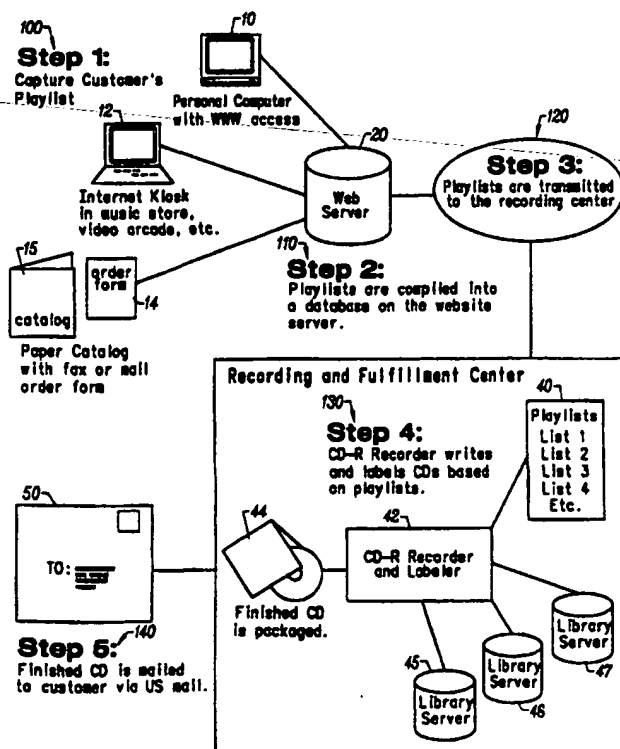 100
Step 1:
Capture Customer's
Playlist
10
Personal Computer
with WWW access
12
Internet Kiosk
in music store,
video arcade, etc.
15
catalog
order
form
14
Paper Catalog
with fax or mail
order form
20
Web
Server
110
Step 2:
Playlists are compiled into
a database on the website
server.
120
Step 3:
Playlists are transmitted
to the recording center
Recording and Fulfillment Center
130
Step 4:
CD-R Recorder writes
and labels CDs based
on playlists.
40
Playlists
List 1
List 2
List 3
List 4
Etc.
42
CD-R Recorder
and Labeler
44
Finished CD
is packaged.
45
Library
Server
Library
Server
46
Library
Server
47
50
TO:
Step 5:
140
Finished CD is mailed
to customer via US mail.